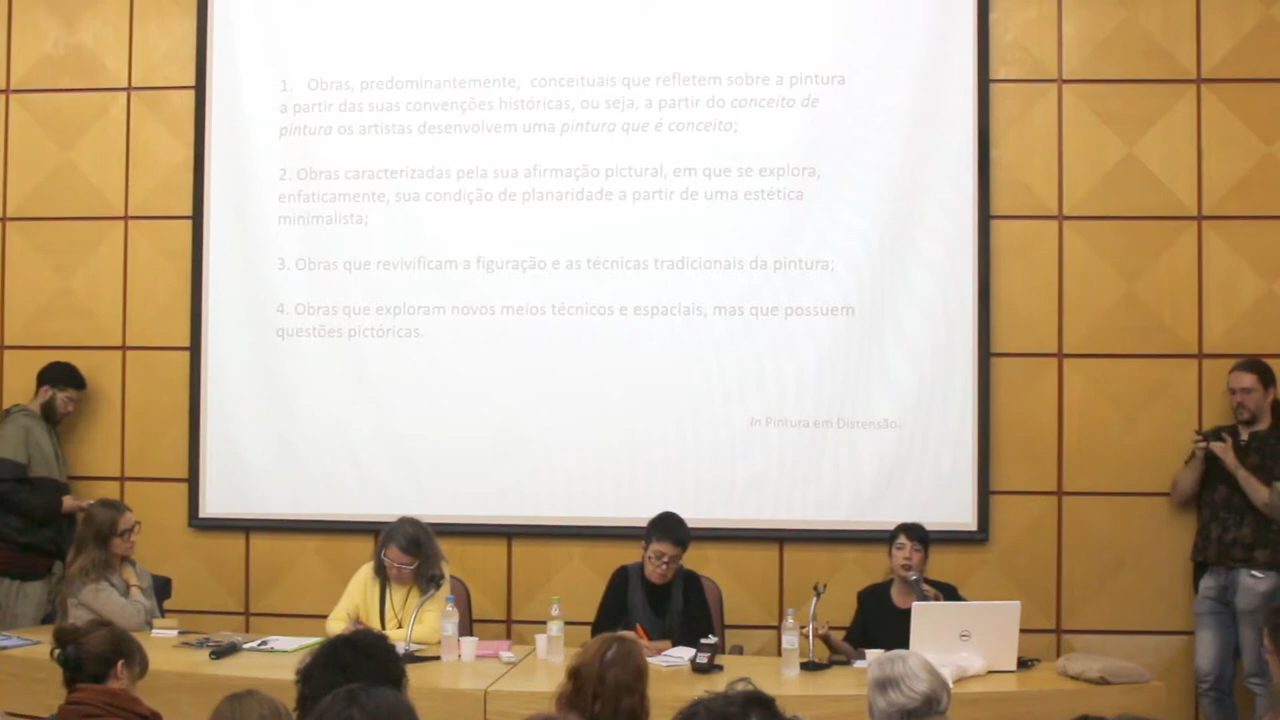 1. Obras, predominantemente, conceituais que refletem sobre a pintura
a partir das suas convenções históricas, ou seja, a partir do conceito de
pintura os artistas desenvolvem uma pintura que é conceito;
2. Obras caracterizadas pela sua afirmação pictural, em que se explora,
enfaticamente, sua condição de planaridade a partir de uma estética
minimalista;
3. Obras que revivificam a figuração e as técnicas tradicionais da pintura;
4. Obras que exploram novos meios técnicos e espaciais, mas que possuem
questões pictóricas.
In Pintura em Distensão.
DELL